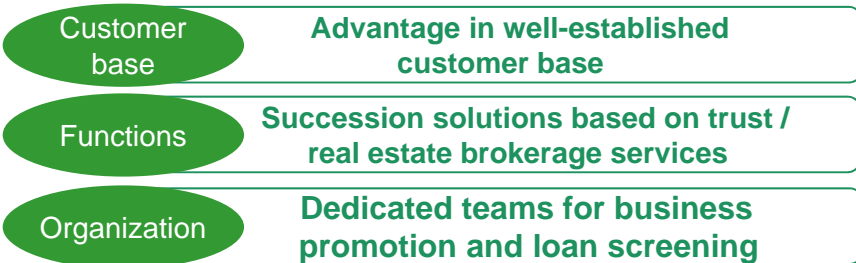 Customer
base
Advantage in well-established
customer base
Functions
Succession solutions based on trust /
real estate brokerage services
Organization
Dedicated teams for business
promotion and loan screening